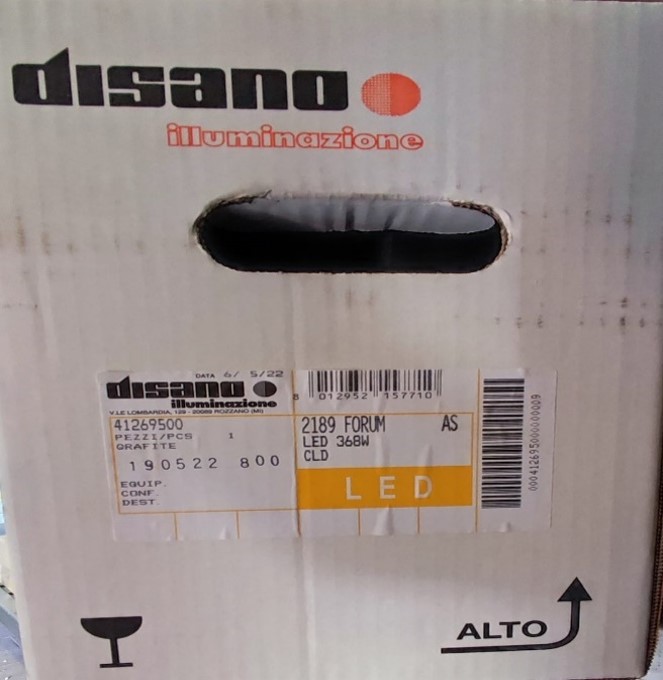 disano
illuminazione
DATA 6/ 5/22
disano
illuminazione
V.LE LOMBARDIA, 129 - 20089 ROZZANO (MI)
8 012952 157710
41269500
PEZZI/PCS 1
GRAFITE
190522 800
EQUIP.
CONF.
DEST.
2189 FORUM AS
LED 368W
CLD
LED
ALTO